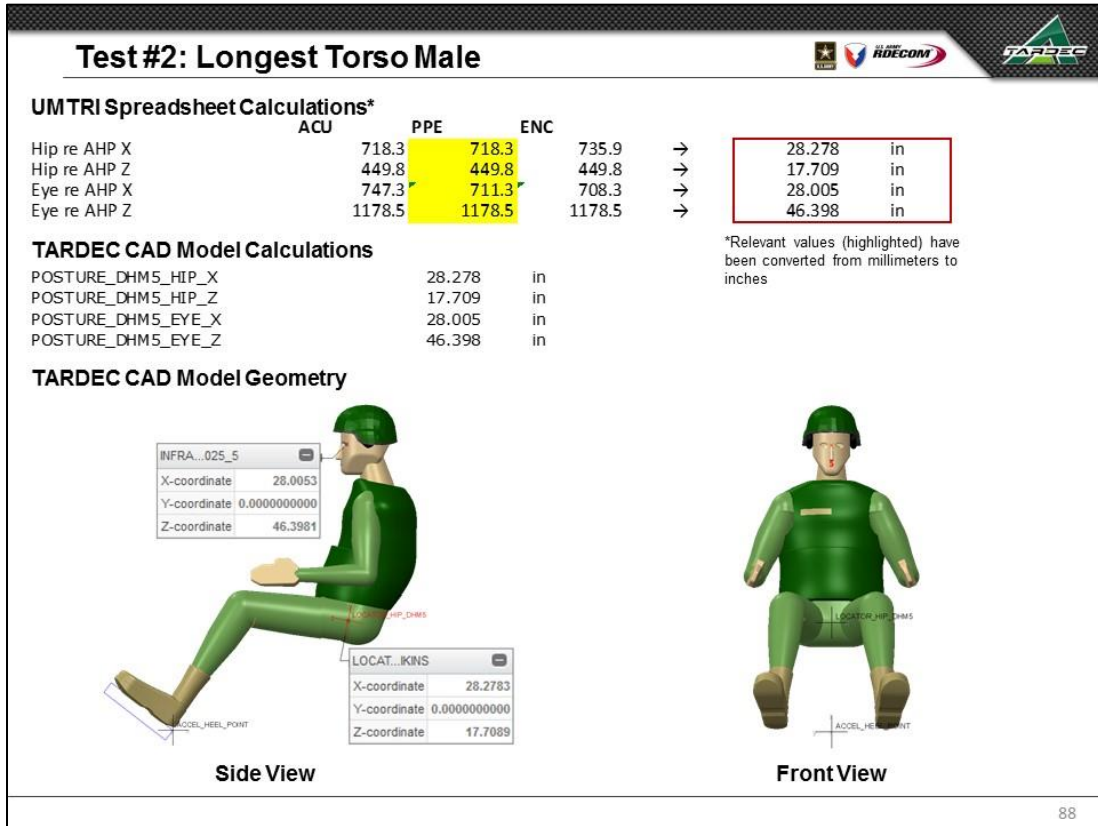 Test #2: Longest Torso Male
U.S. ARMY
U.S. ARMY RDECOM
TARDEC
UMTRI Spreadsheet Calculations*
ACU PPE ENC
Hip re AHP X 718.3 718.3 735.9 → 28.278 in
Hip re AHP Z 449.8 449.8 449.8 → 17.709 in
Eye re AHP X 747.3 711.3 708.3 → 28.005 in
Eye re AHP Z 1178.5 1178.5 1178.5 → 46.398 in
*Relevant values (highlighted) have
been converted from millimeters to
inches
TARDEC CAD Model Calculations
POSTURE_DHM5_HIP_X 28.278 in
POSTURE_DHM5_HIP_Z 17.709 in
POSTURE_DHM5_EYE_X 28.005 in
POSTURE_DHM5_EYE_Z 46.398 in
TARDEC CAD Model Geometry
INFRA...025_5
X-coordinate 28.0053
Y-coordinate 0.0000000000
Z-coordinate 46.3981
LOCATOR_HIP_DHM5
LOCATOR_HIP_DHM5
LOCAT...IKINS
X-coordinate 28.2783
Y-coordinate 0.0000000000
Z-coordinate 17.7089
ACCEL_HEEL_POINT
ACCEL_HEEL_POINT
Side View
Front View
88